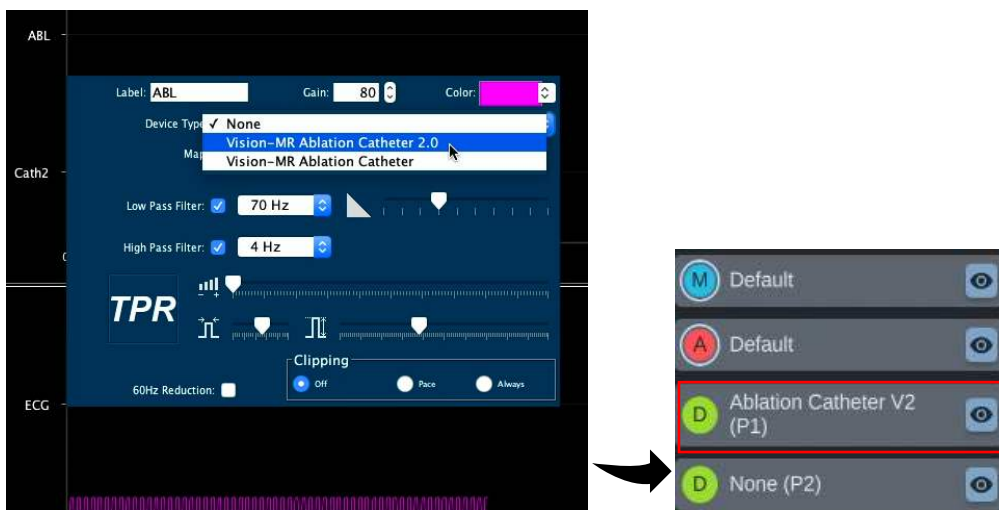 ABL
Label: ABL Gain: 80 Color:
Device Type ✓ None
Vision-MR Ablation Catheter 2.0
Map Vision-MR Ablation Catheter
Cath2
Low Pass Filter: 70 Hz
High Pass Filter: 4 Hz
TPR
- +
Clipping
60Hz Reduction: Off Pace Always
ECG
M Default
A Default
D Ablation Catheter V2
(P1)
D None (P2)